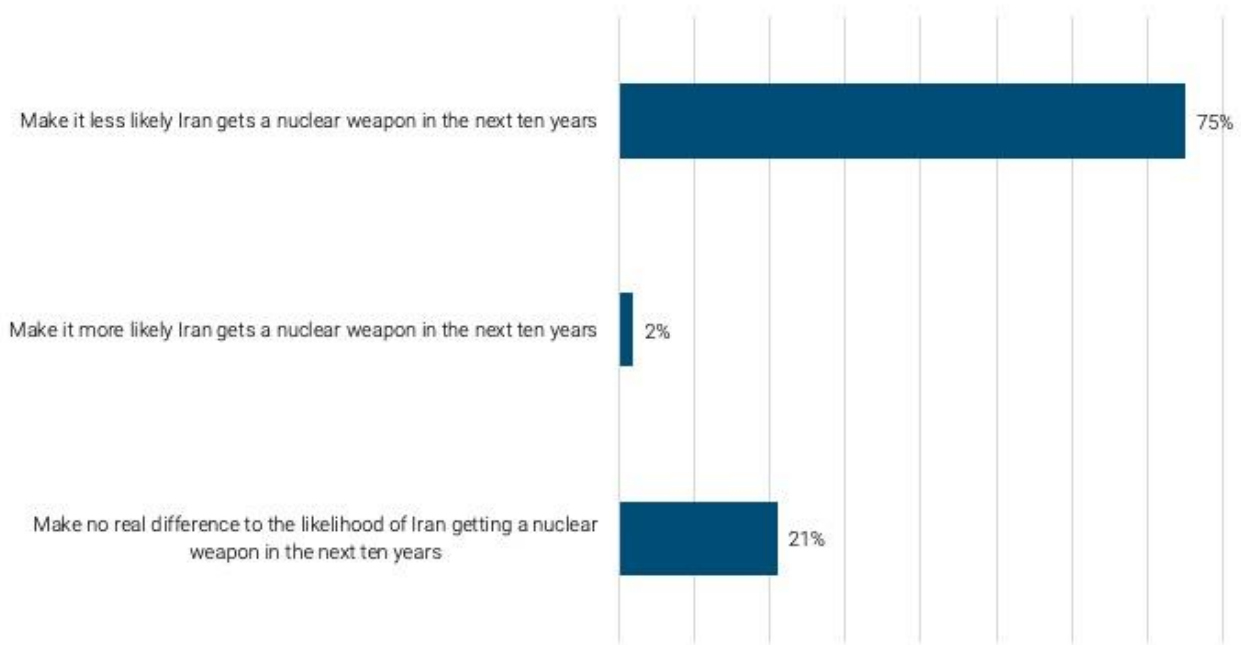 Make it less likely Iran gets a nuclear weapon in the next ten years
75%
Make it more likely Iran gets a nuclear weapon in the next ten years
2%
Make no real difference to the likelihood of Iran getting a nuclear
weapon in the next ten years
21%